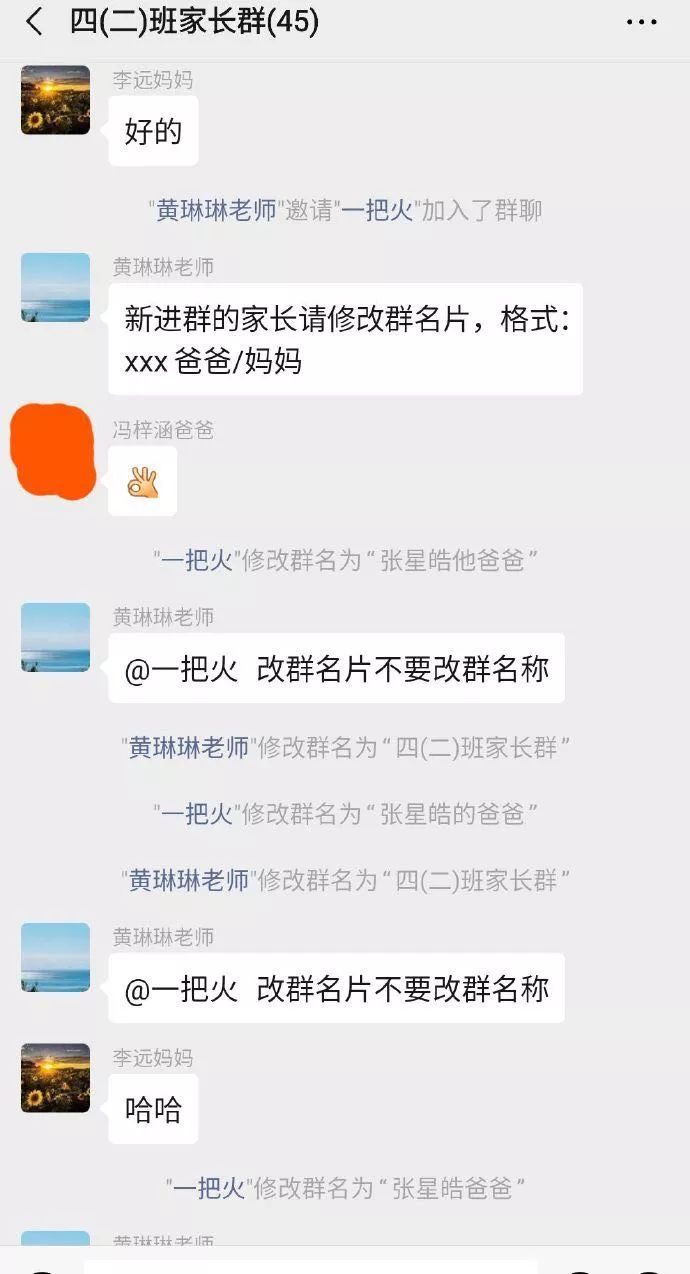 四(二)班家长群(45)
李远妈妈
好的
"黄琳琳老师"邀请"一把火"加入了群聊
黄琳琳老师
新进群的家长请修改群名片，格式：
xxx 爸爸/妈妈
冯梓涵爸爸
"一把火"修改群名为“张星皓他爸爸”
黄琳琳老师
@一把火 改群名片不要改群名称
"黄琳琳老师"修改群名为“四(二)班家长群”
"一把火"修改群名为“张星皓的爸爸”
"黄琳琳老师"修改群名为“四(二)班家长群”
黄琳琳老师
@一把火 改群名片不要改群名称
李远妈妈
哈哈
"一把火"修改群名为“张星皓爸爸”
黄琳琳老师